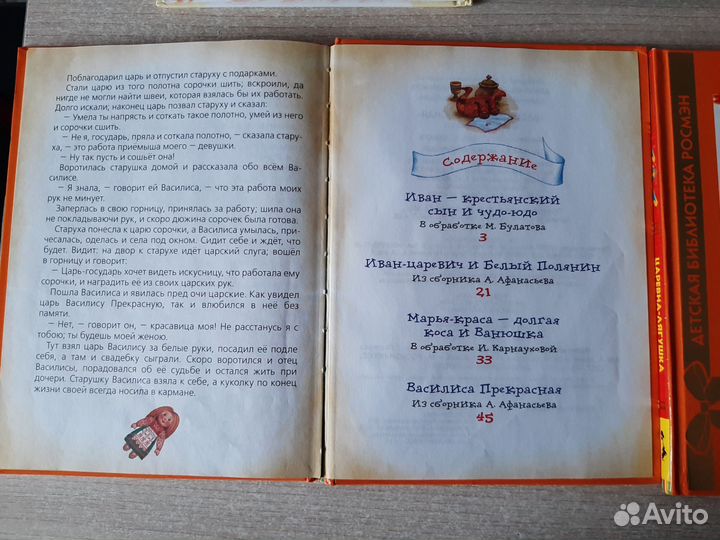 Поблагодарил царь и отпустил старуху с подарками.
Стали царю из того полотна сорочки шить; вскроили, да
нигде не могли найти швеи, которая взялась бы их работать.
Долго искали; наконец царь позвал старуху и сказал:
— Умела ты напрясть и соткать такое полотно, умей из него
и сорочки сшить.
— Не я, государь, пряла и соткала полотно, — сказала стару-
ха, — это работа приёмыша моего — девушки.
— Ну так пусть и сошьёт она!
Воротилась старушка домой и рассказала обо всём Ва-
силисе.
— Я знала, — говорит ей Василиса, — что эта работа моих
рук не минует.
Заперлась в свою горницу, принялась за работу; шила она
не покладываючи рук, и скоро дюжина сорочек была готова.
Старуха понесла к царю сорочки, а Василиса умылась, при-
чесалась, оделась и села под окном. Сидит себе и ждёт, что
будет. Видит: на двор к старухе идёт царский слуга; вошёл
в горницу и говорит:
— Царь-государь хочет видеть искусницу, что работала ему
сорочки, и наградить её из своих царских рук.
Пошла Василиса и явилась пред очи царские. Как увидел
царь Василису Прекрасную, так и влюбился в неё без
памяти.
— Нет, — говорит он, — красавица моя! Не расстанусь я с
тобою; ты будешь моей женою.
Тут взял царь Василису за белые руки, посадил её подле
себя, а там и свадебку сыграли. Скоро воротился и отец
Василисы, порадовался об её судьбе и остался жить при
дочери. Старушку Василиса взяла к себе, а куколку по конец
жизни своей всегда носила в кармане.
Содержание
Иван — крестьянский
сын и чудо-юдо
В обработке М. Булатова
3
Иван-царевич и Белый Полянин
Из сборника А. Афанасьева
21
Марья-краса — долгая
коса и Ванюшка
В обработке И. Карнауховой
33
Василиса Прекрасная
Из сборника А. Афанасьева
45
ЦАРЕВНА-ЛЯГУШКА
ДЕТСКАЯ БИБЛИОТЕКА РОСМЭН
Avito